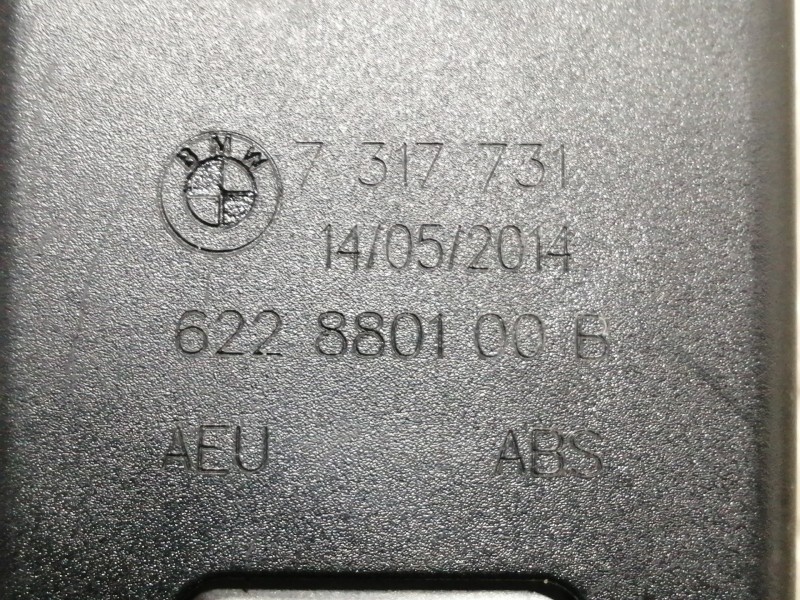 BMW 7 317 731
14/05/2014
622 8801 00 B
AEU ABS